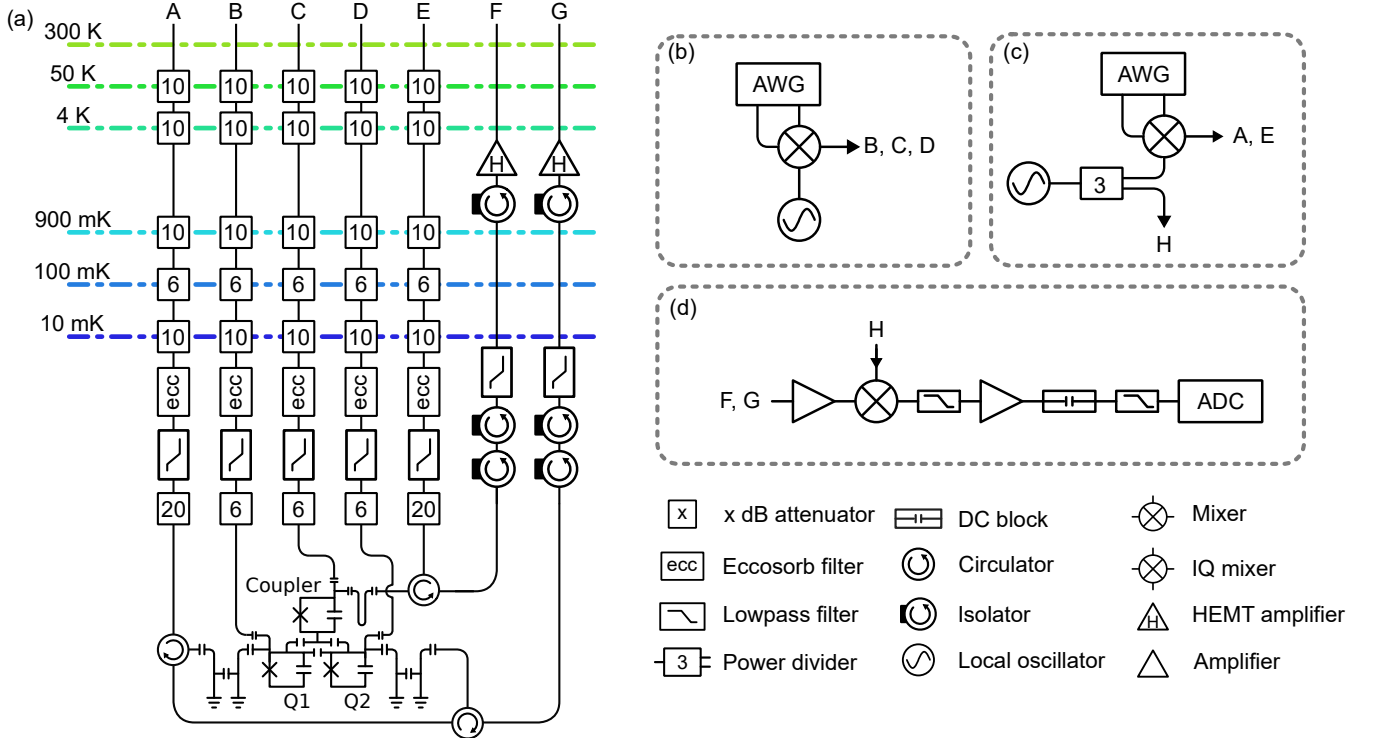 (a)
A B C D E F G
300 K
50 K
10 10 10 10 10
4 K
10 10 10 10 10
H H
900 mK
10 10 10 10 10
100 mK
6 6 6 6 6
10 mK
10 10 10 10 10
ecc ecc ecc ecc ecc
20 6 6 6 20
Coupler
Q1 Q2
(b)
AWG
B, C, D
(c)
AWG
A, E
3
H
(d)
H
F, G
ADC
x x dB attenuator
ecc Eccosorb filter
Lowpass filter
3 Power divider
DC block
Circulator
Isolator
Local oscillator
Mixer
IQ mixer
H HEMT amplifier
Amplifier